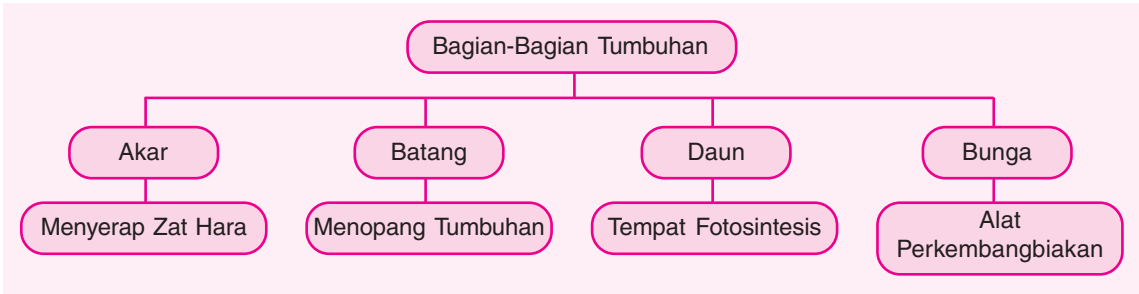 Bagian-Bagian Tumbuhan
Akar
Batang
Daun
Bunga
Menyerap Zat Hara
Menopang Tumbuhan
Tempat Fotosintesis
Alat
Perkembangbiakan